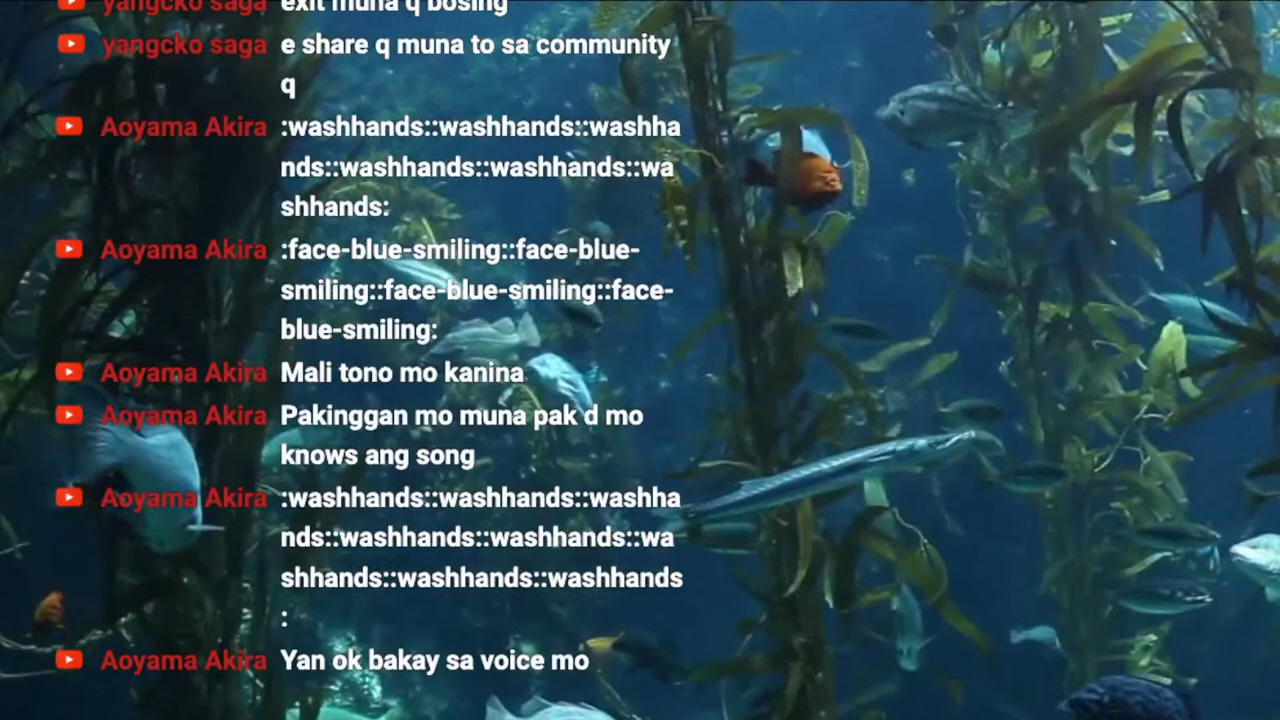 yangcko saga exit muna q bosing
yangcko saga e share q muna to sa community
q
Aoyama Akira :washhands::washhands::washha
nds::washhands::washhands::wa
shhands:
Aoyama Akira :face-blue-smiling::face-blue-
smiling::face-blue-smiling::face-
blue-smiling:
Aoyama Akira Mali tono mo kanina
Aoyama Akira Pakinggan mo muna pak d mo
knows ang song
Aoyama Akira :washhands::washhands::washha
nds::washhands::washhands::wa
shhands::washhands::washhands
:
Aoyama Akira Yan ok bakay sa voice mo